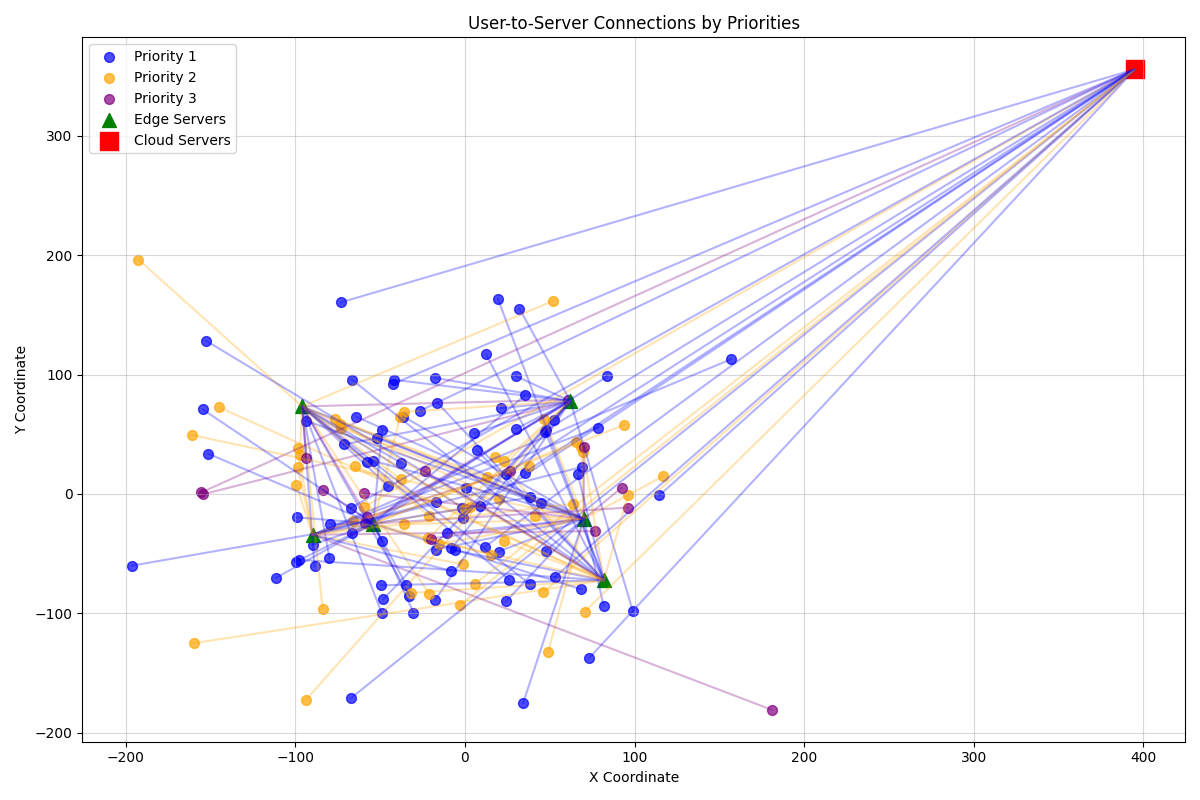 User-to-Server Connections by Priorities
Priority 1
Priority 2
Priority 3
Edge Servers
Cloud Servers
Y Coordinate
300
200
100
0
−100
−200
−200
−100
0
100
200
300
400
X Coordinate